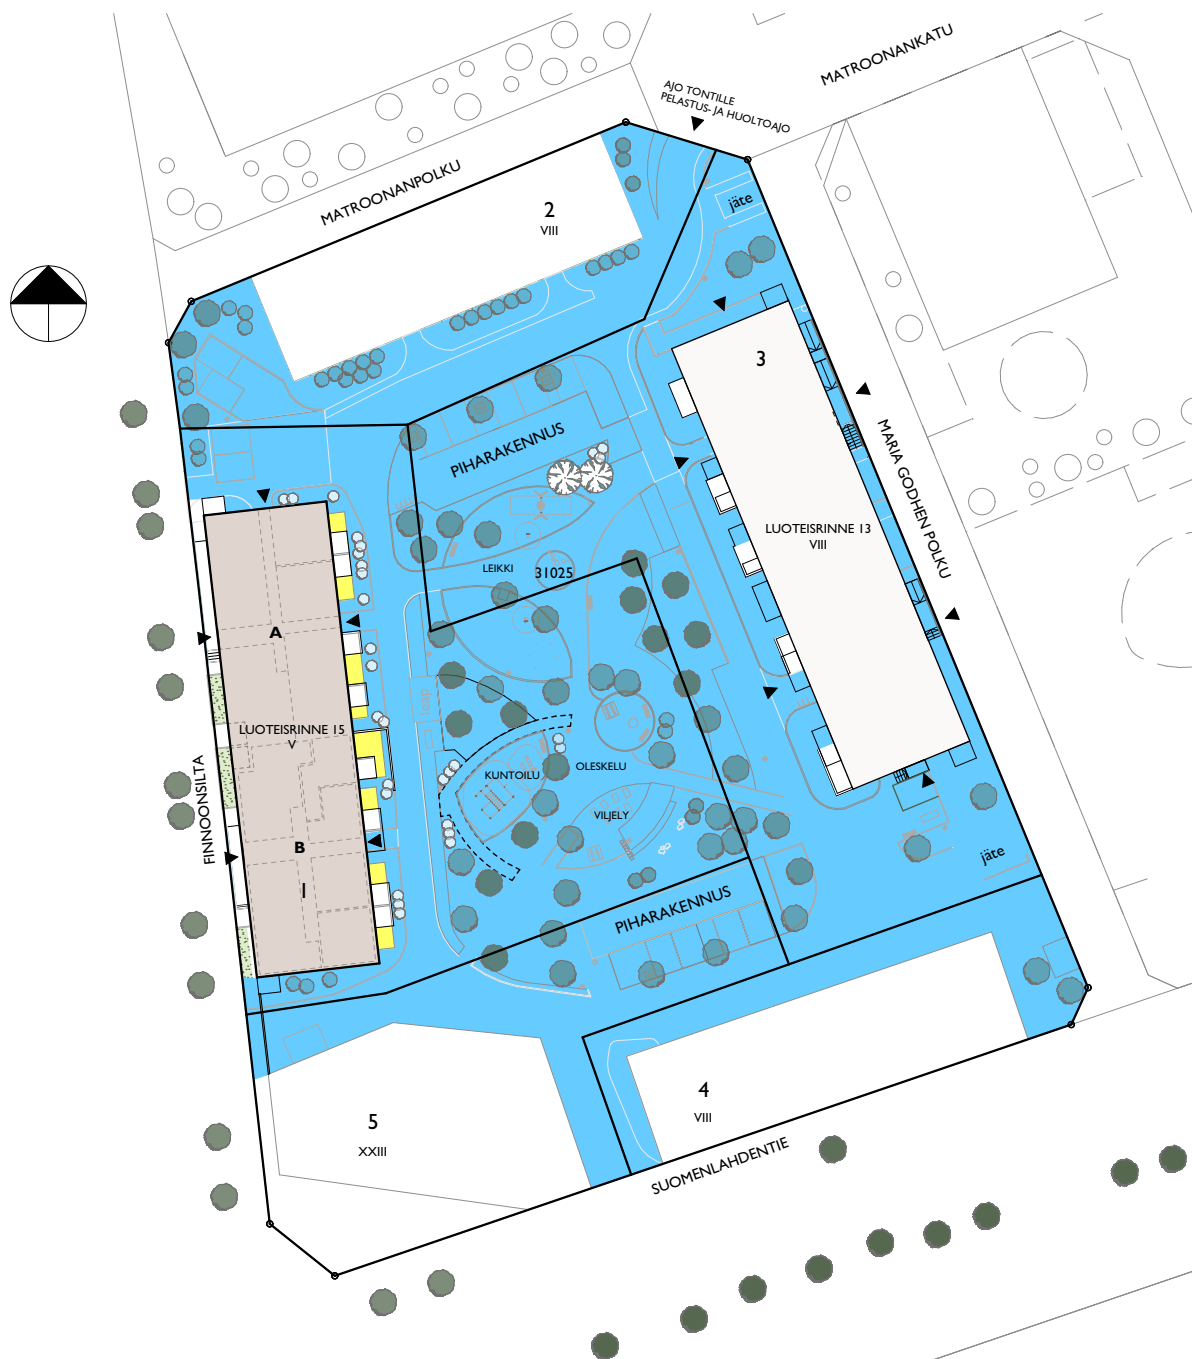 MATROONANKATU
AJO TONTILLE
PELASTUS- JA HUOLTOAJO
MATROONANPOLKU
2
VIII
jäte
3
PIHARAKENNUS
MARIA GODHEN POLKU
LUOTEISRINNE 13
VIII
LEIKKI
31025
A
leap
LUOTEISRINNE 15
V
FINNOONSILTA
KUNTOILU
OLESKELU
VILJELY
B
I
jäte
PIHARAKENNUS
4
VIII
5
XXIII
SUOMENLAHDENTIE